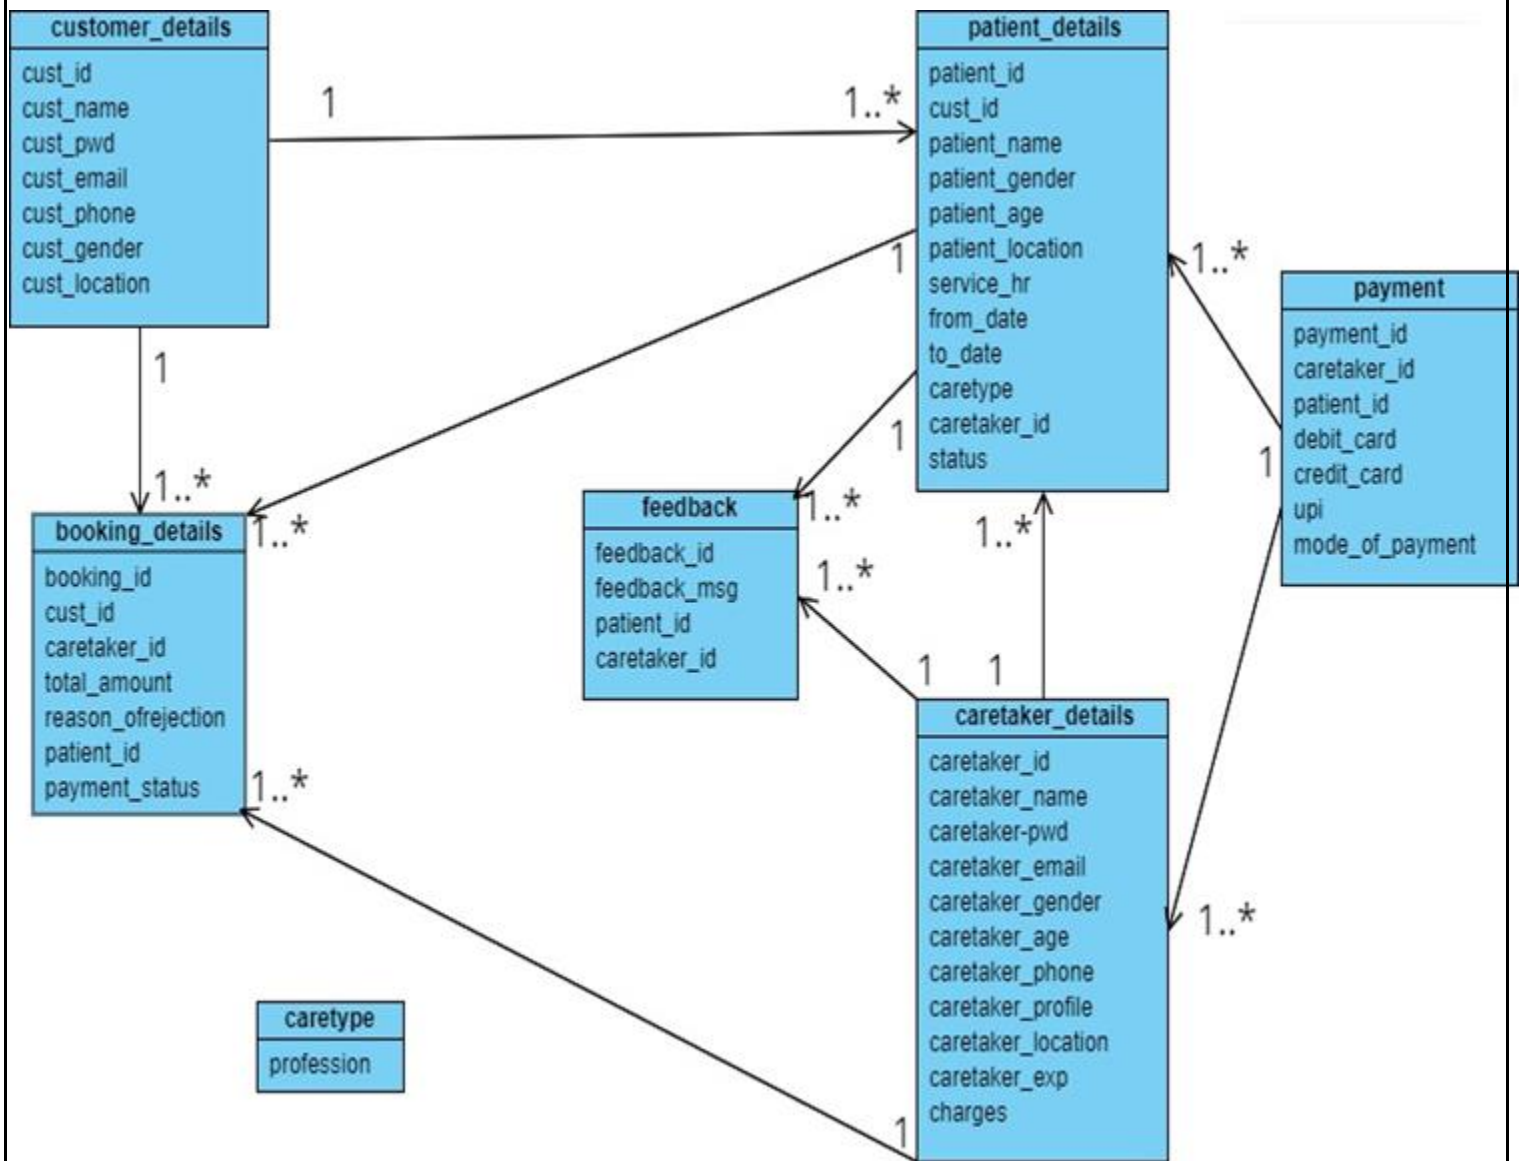 customer_details
cust_id
cust_name
cust_pwd
cust_email
cust_phone
cust_gender
cust_location
1
1..*
patient_details
patient_id
cust_id
patient_name
patient_gender
patient_age
patient_location
service_hr
from_date
to_date
caretype
caretaker_id
status
1
1
1..*
payment
payment_id
caretaker_id
patient_id
debit_card
credit_card
upi
mode_of_payment
1
1
1..*
1..*
booking_details
booking_id
cust_id
caretaker_id
total_amount
reason_ofrejection
patient_id
payment_status
1..*
feedback
feedback_id
feedback_msg
patient_id
caretaker_id
1..*
1..*
1..*
1
1
caretaker_details
caretaker_id
caretaker_name
caretaker-pwd
caretaker_email
caretaker_gender
caretaker_age
caretaker_phone
caretaker_profile
caretaker_location
caretaker_exp
charges
1..*
1
caretype
profession